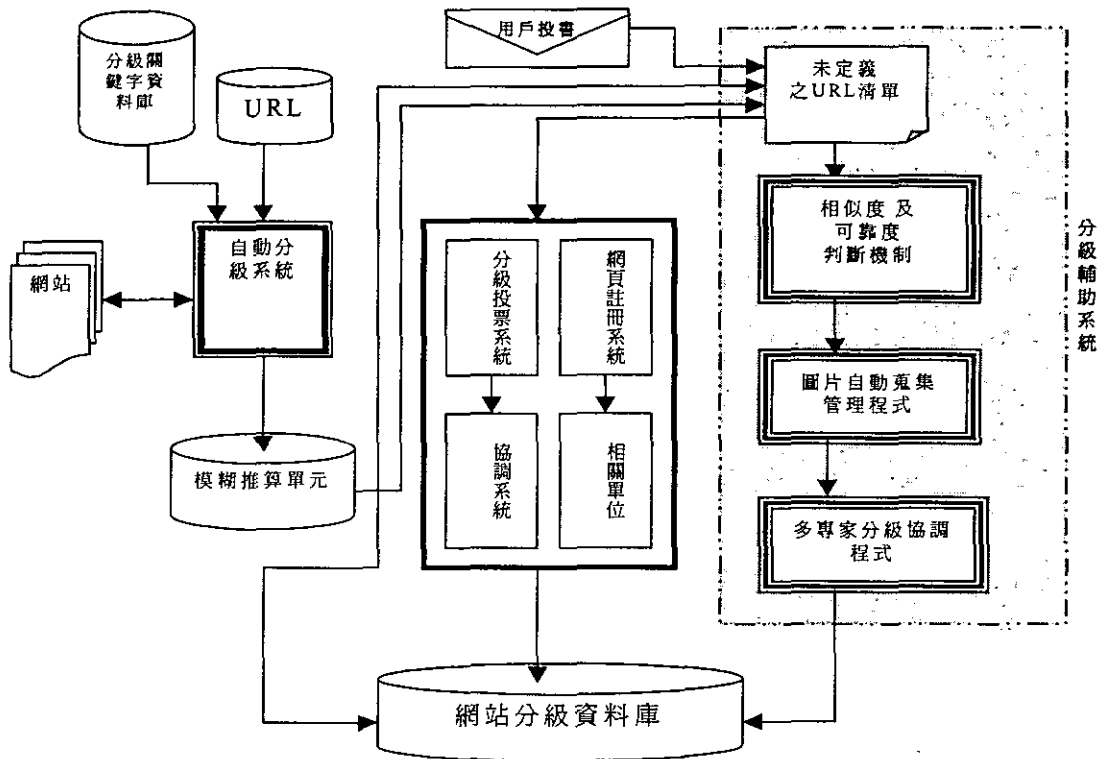 分級關
鍵字資
料庫
URL
用戶投書
未定義
之URL清單
自動分
級系統
網站
模糊推算單元
分級投票系統
網頁註冊系統
協調系統
相關單位
相似度 及
可靠度
判斷機制
圖片自動蒐集
管理程式
多專家分級協調
程式
分級輔助系統
網站分級資料庫